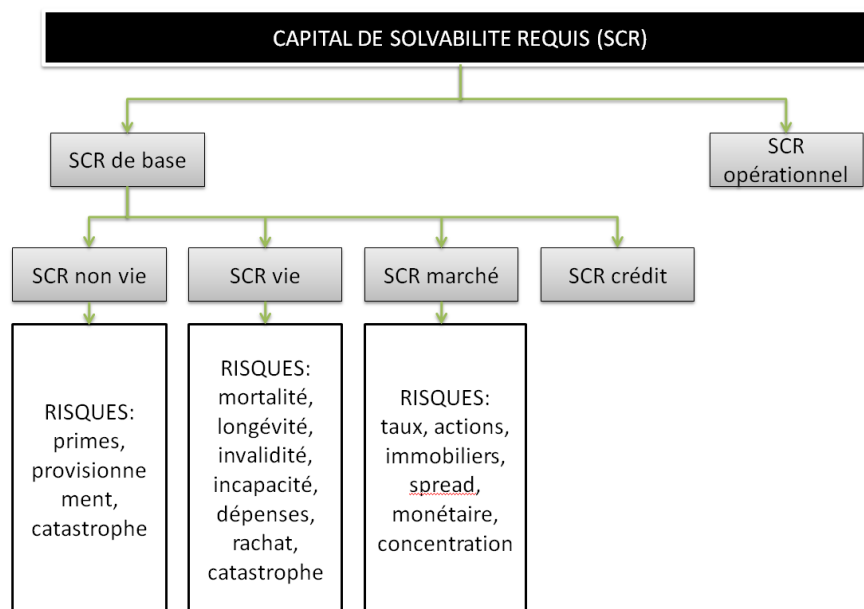 CAPITAL DE SOLVABILITE REQUIS (SCR)
SCR de base
SCR
opérationnel
SCR non vie
SCR vie
SCR marché
SCR crédit
RISQUES:
primes,
provisionne
ment,
catastrophe
RISQUES:
mortalité,
longévité,
invalidité,
incapacité,
dépenses,
rachat,
catastrophe
RISQUES:
taux, actions,
immobiliers,
spread,
monétaire,
concentration